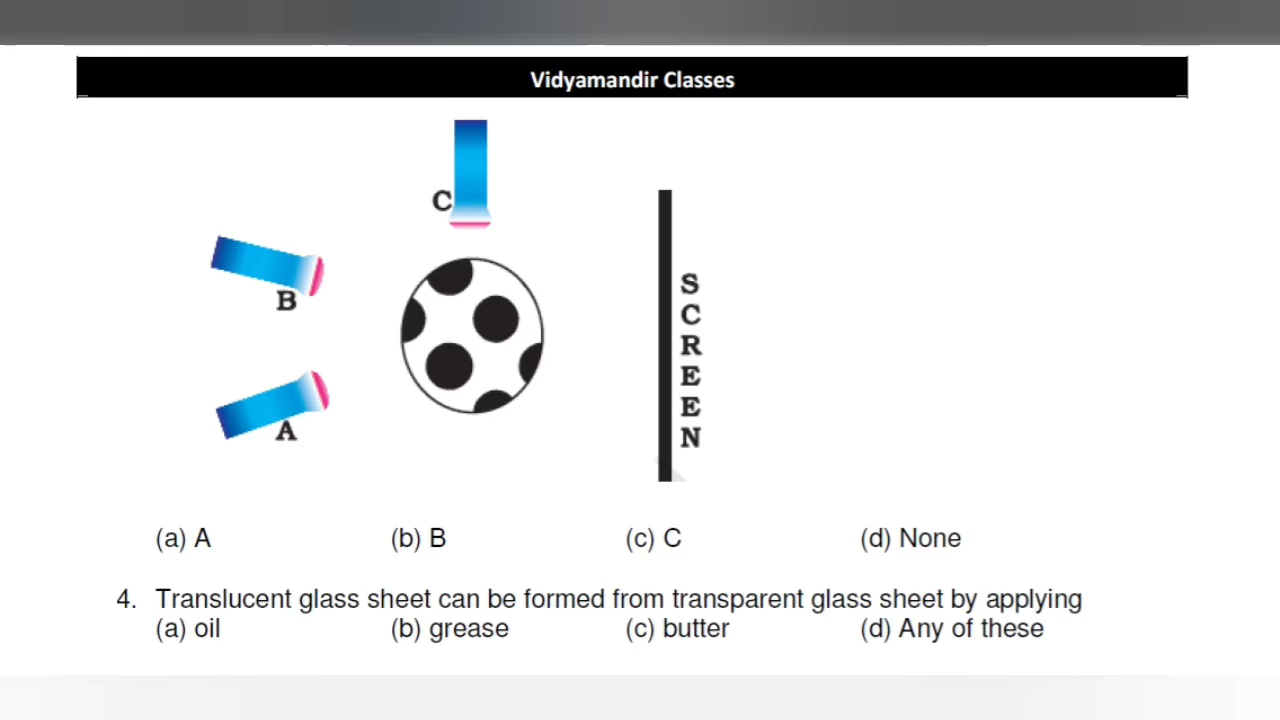 Vidyamandir Classes
C
B
A
SCREEN
(a) A (b) B (c) C (d) None
4. Translucent glass sheet can be formed from transparent glass sheet by applying
(a) oil (b) grease (c) butter (d) Any of these